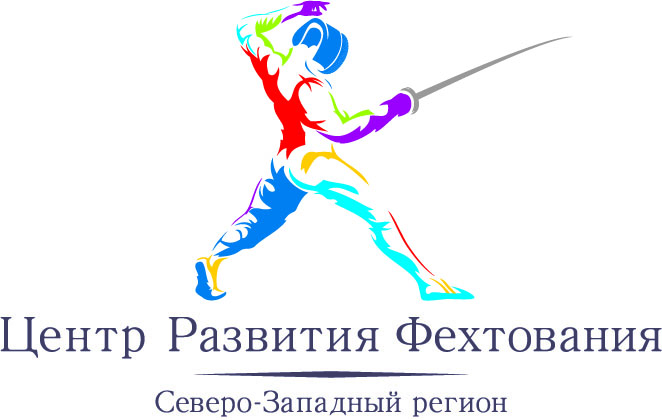 Центр Развития Фехтования
Северо-Западный регион